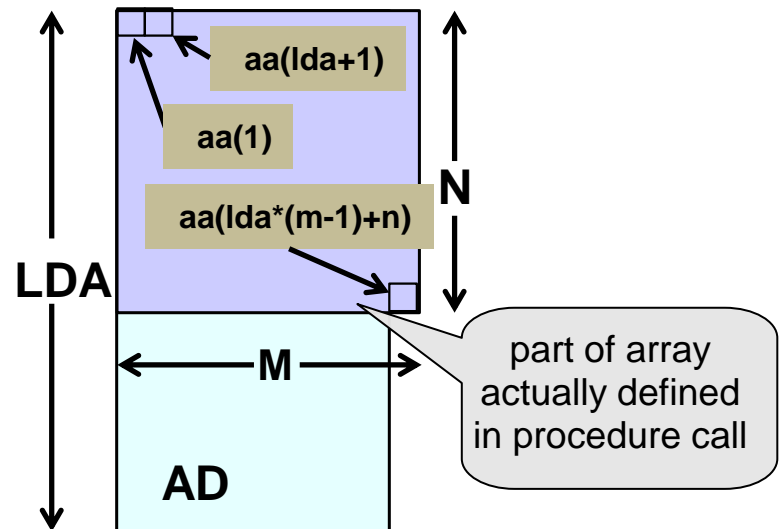 aa(lda+1)
aa(1)
N
aa(lda*(m-1)+n)
LDA
M
part of array
actually defined
in procedure call
AD